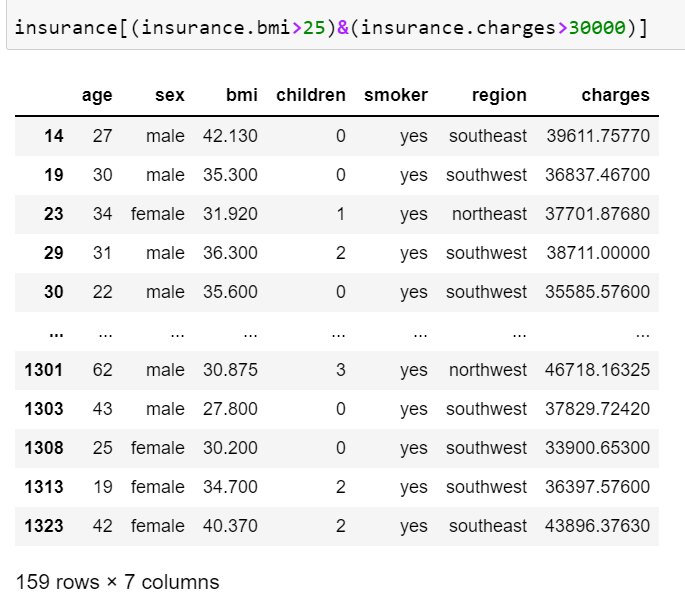 insurance[(insurance.bmi>25)&(insurance.charges>30000)]
age sex bmi children smoker region charges
14 27 male 42.130 0 yes southeast 39611.75770
19 30 male 35.300 0 yes southwest 36837.46700
23 34 female 31.920 1 yes northeast 37701.87680
29 31 male 36.300 2 yes southwest 38711.00000
30 22 male 35.600 0 yes southwest 35585.57600
... ... ... ... ... ... ... ...
1301 62 male 30.875 3 yes northwest 46718.16325
1303 43 male 27.800 0 yes southwest 37829.72420
1308 25 female 30.200 0 yes southwest 33900.65300
1313 19 female 34.700 2 yes southwest 36397.57600
1323 42 female 40.370 2 yes southeast 43896.37630
159 rows × 7 columns